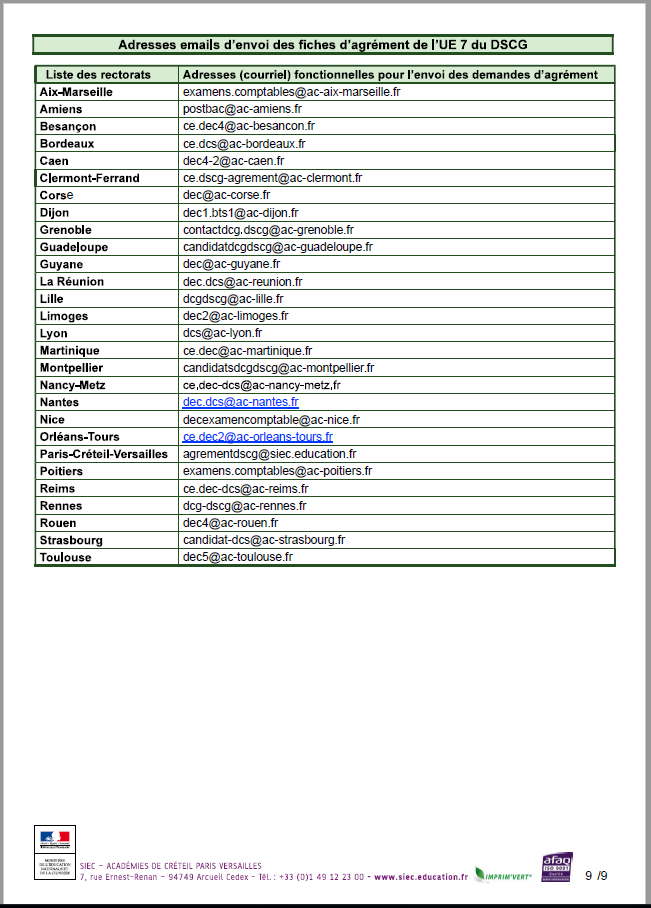 Adresses emails d'envoi des fiches d'agrément de l'UE 7 du DSCG
Liste des rectorats Adresses (courriel) fonctionnelles pour l'envoi des demandes d'agrément
Aix-Marseille examens.comptables@ac-aix-marseille.fr
Amiens postbac@ac-amiens.fr
Besançon ce.dec4@ac-besancon.fr
Bordeaux ce.dcs@ac-bordeaux.fr
Caen dec4-2@ac-caen.fr
Clermont-Ferrand ce.dscg-agrement@ac-clermont.fr
Corse dec@ac-corse.fr
Dijon dec1.bts1@ac-dijon.fr
Grenoble contactdcg.dscg@ac-grenoble.fr
Guadeloupe candidatdcgdscg@ac-guadeloupe.fr
Guyane dec@ac-guyane.fr
La Réunion dec.dcs@ac-reunion.fr
Lille dcgdscg@ac-lille.fr
Limoges dec2@ac-limoges.fr
Lyon dcs@ac-lyon.fr
Martinique ce.dec@ac-martinique.fr
Montpellier candidatsdcgdscg@ac-montpellier.fr
Nancy-Metz ce.dec-dcs@ac-nancy-metz.fr
Nantes dec.dcs@ac-nantes.fr
Nice decexamencomptable@ac-nice.fr
Orléans-Tours ce.dec2@ac-orleans-tours.fr
Paris-Créteil-Versailles agrementdscg@siec.education.fr
Poitiers examens.comptables@ac-poitiers.fr
Reims ce.dec-dcs@ac-reims.fr
Rennes dcg-dscg@ac-rennes.fr
Rouen dec4@ac-rouen.fr
Strasbourg candidat-dcs@ac-strasbourg.fr
Toulouse dec5@ac-toulouse.fr
MINISTÈRE
DE L'ÉDUCATION
NATIONALE ET
DE LA JEUNESSE
SIEC – ACADÉMIES DE CRÉTEIL PARIS VERSAILLES
7, rue Ernest-Renan – 94749 Arcueil Cedex - Tél. : +33 (0)1 49 12 23 00 - www.siec.education.fr
IMPRIM'VERT®
afaq
ISO 9001
Qualité
9 /9